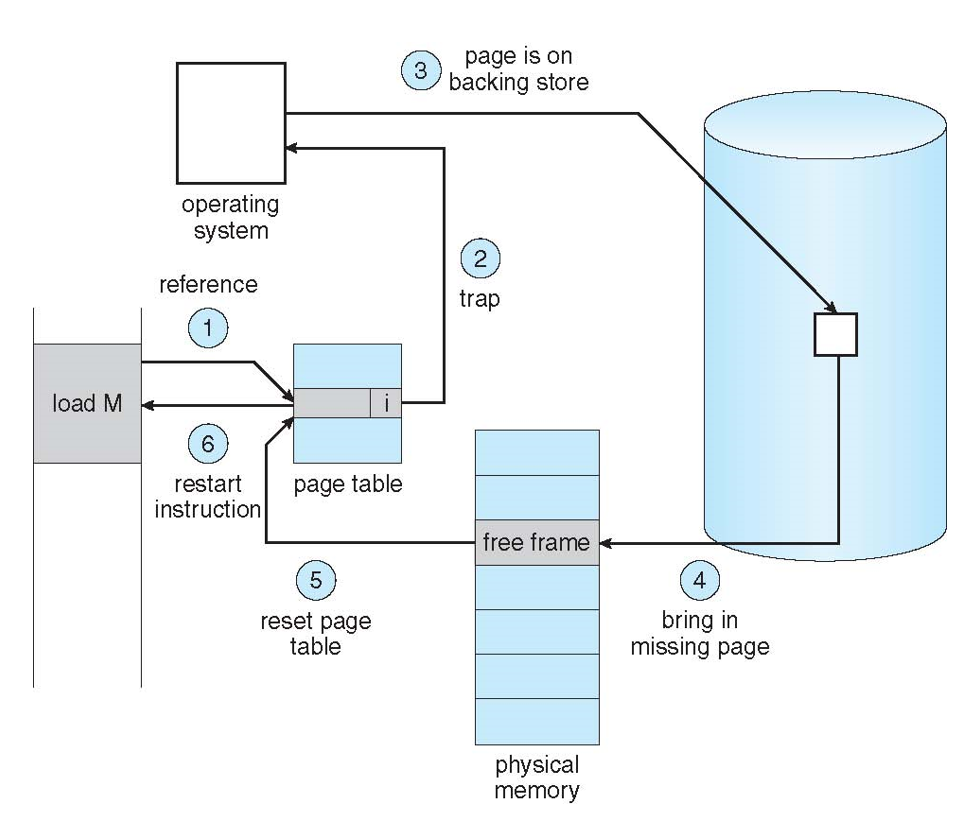 3
page is on
backing store
operating
system
2
trap
reference
1
load M
i
6
restart
instruction
page table
free frame
5
reset page
table
4
bring in
missing page
physical
memory